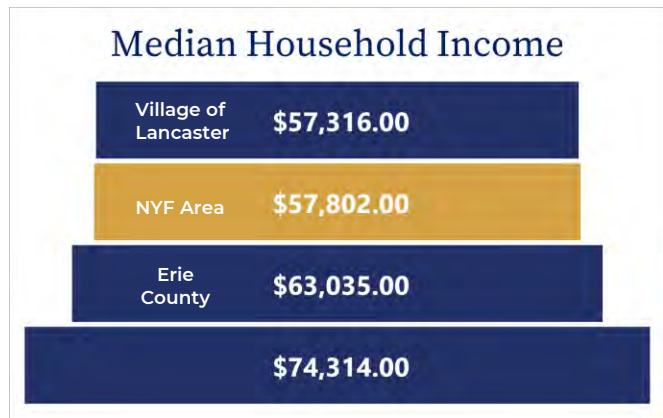 Median Household Income
Village of
Lancaster
$57,316.00
NYF Area
$57,802.00
Erie
County
$63,035.00
$74,314.00